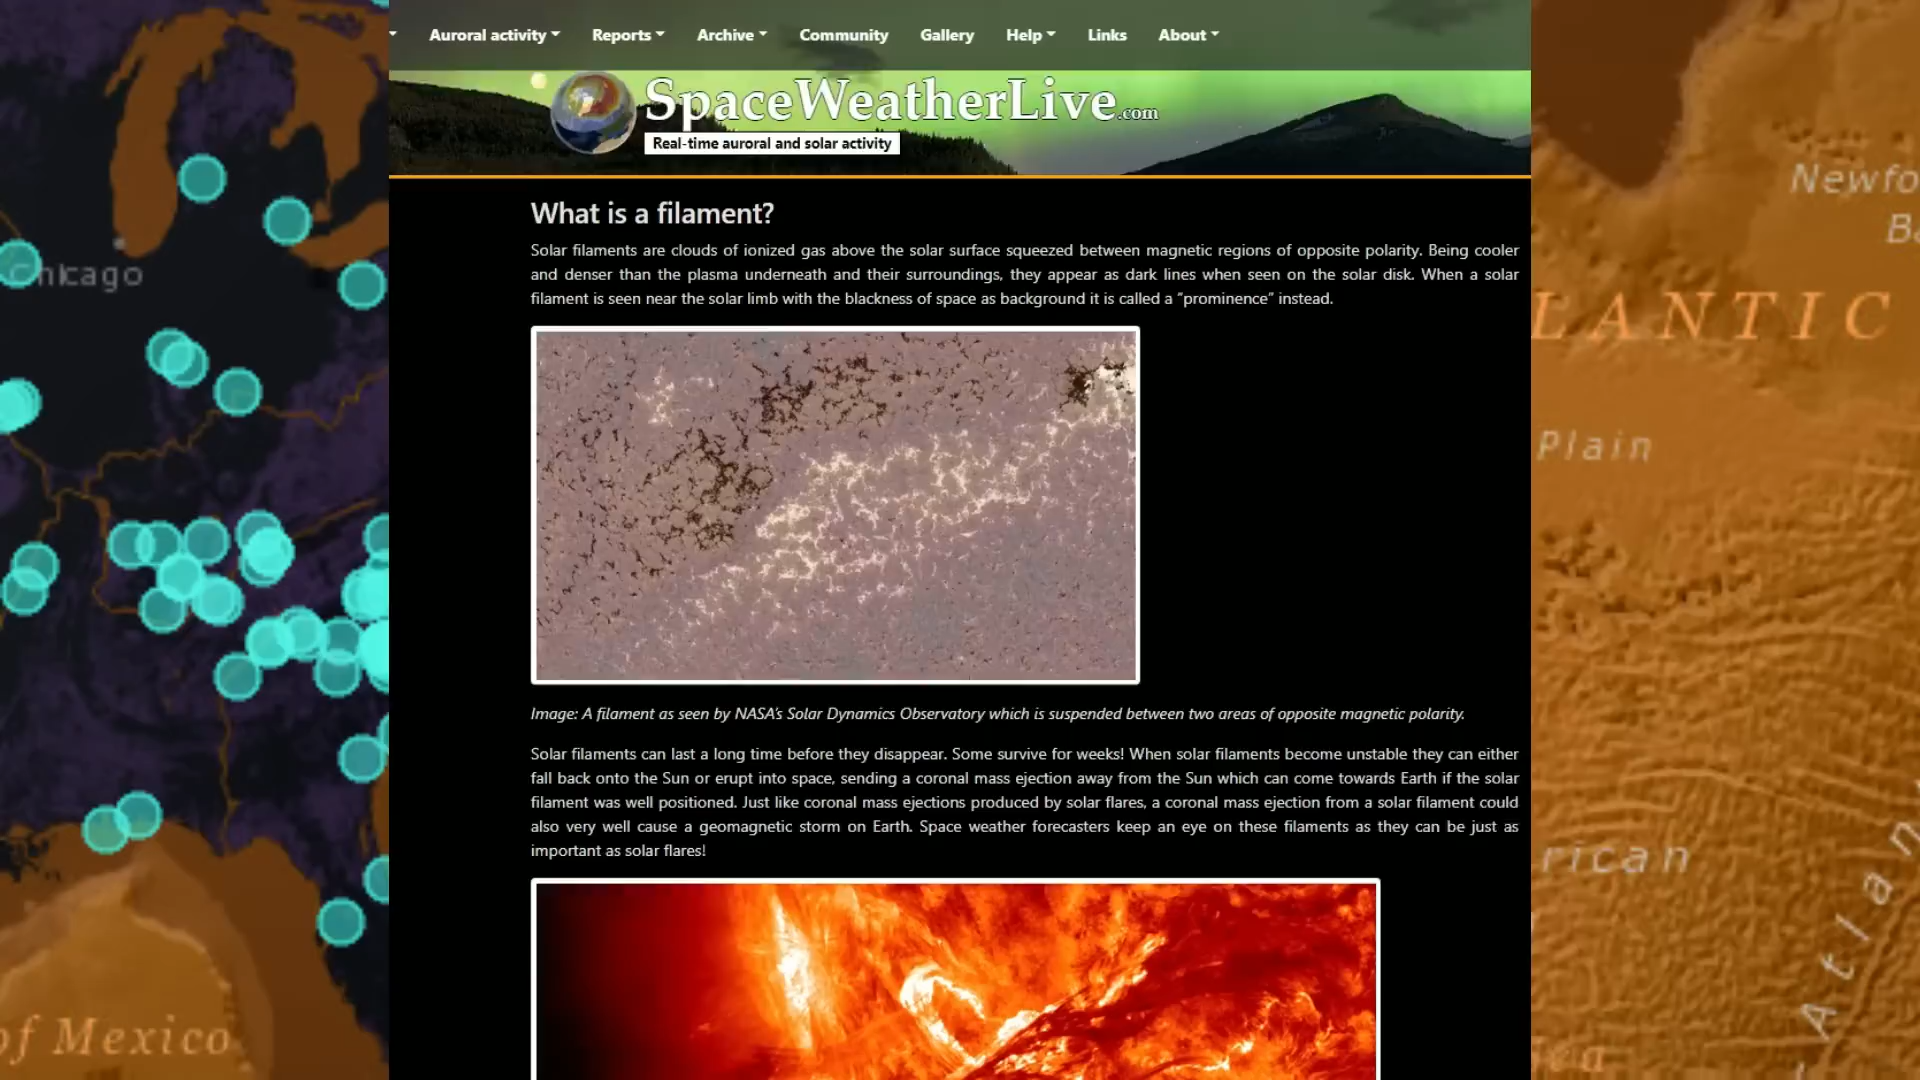 Auroral activity Reports Archive Community Gallery Help Links About
SpaceWeatherLive.com
Real-time auroral and solar activity
What is a filament?
Solar filaments are clouds of ionized gas above the solar surface squeezed between magnetic regions of opposite polarity. Being cooler
and denser than the plasma underneath and their surroundings, they appear as dark lines when seen on the solar disk. When a solar
filament is seen near the solar limb with the blackness of space as background it is called a "prominence" instead.
Image: A filament as seen by NASA's Solar Dynamics Observatory which is suspended between two areas of opposite magnetic polarity.
Solar filaments can last a long time before they disappear. Some survive for weeks! When solar filaments become unstable they can either
fall back onto the Sun or erupt into space, sending a coronal mass ejection away from the Sun which can come towards Earth if the solar
filament was well positioned. Just like coronal mass ejections produced by solar flares, a coronal mass ejection from a solar filament could
also very well cause a geomagnetic storm on Earth. Space weather forecasters keep an eye on these filaments as they can be just as
important as solar flares!
Chicago
of Mexico
Newfo
Ba
LANTIC
Plain
rican
Atlan